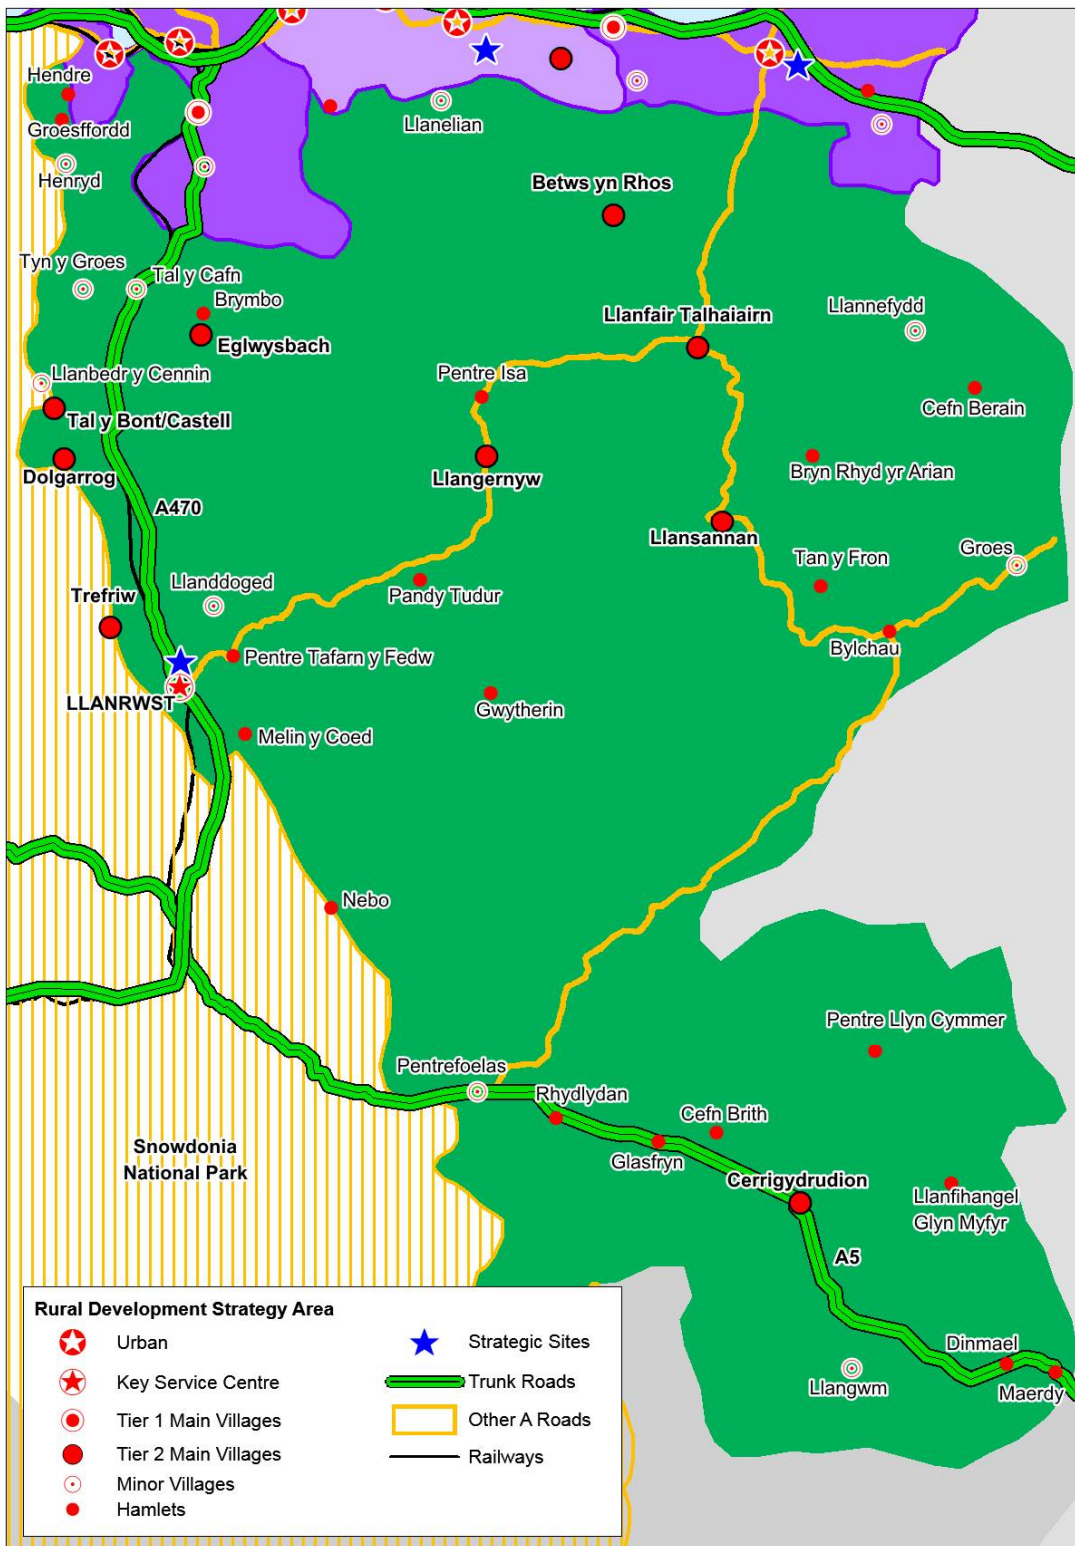 Hendre
Groesffordd
Henryd
Llanelian
Betws yn Rhos
Tyn y Groes
Tal y Cafn
Brymbo
Eglwysbach
Llanfair Talhaiairn
Llannefydd
Llanbedr y Cennin
Pentre Isa
Cefn Berain
Tal y Bont/Castell
Dolgarrog
Llangernyw
Bryn Rhyd yr Arian
A470
Llansannan
Groes
Tan y Fron
Llanddoged
Pandy Tudur
Trefriw
Bylchau
Pentre Tafarn y Fedw
LLANRWST
Gwytherin
Melin y Coed
Nebo
Pentre Llyn Cymmer
Pentrefoelas
Rhydlydan
Cefn Brith
Glasfryn
Snowdonia
National Park
Cerrigydrudion
Llanfihangel
Glyn Myfyr
A5
Dinmael
Llangwm
Maerdy
Rural Development Strategy Area
Urban
Key Service Centre
Tier 1 Main Villages
Tier 2 Main Villages
Minor Villages
Hamlets
Strategic Sites
Trunk Roads
Other A Roads
Railways